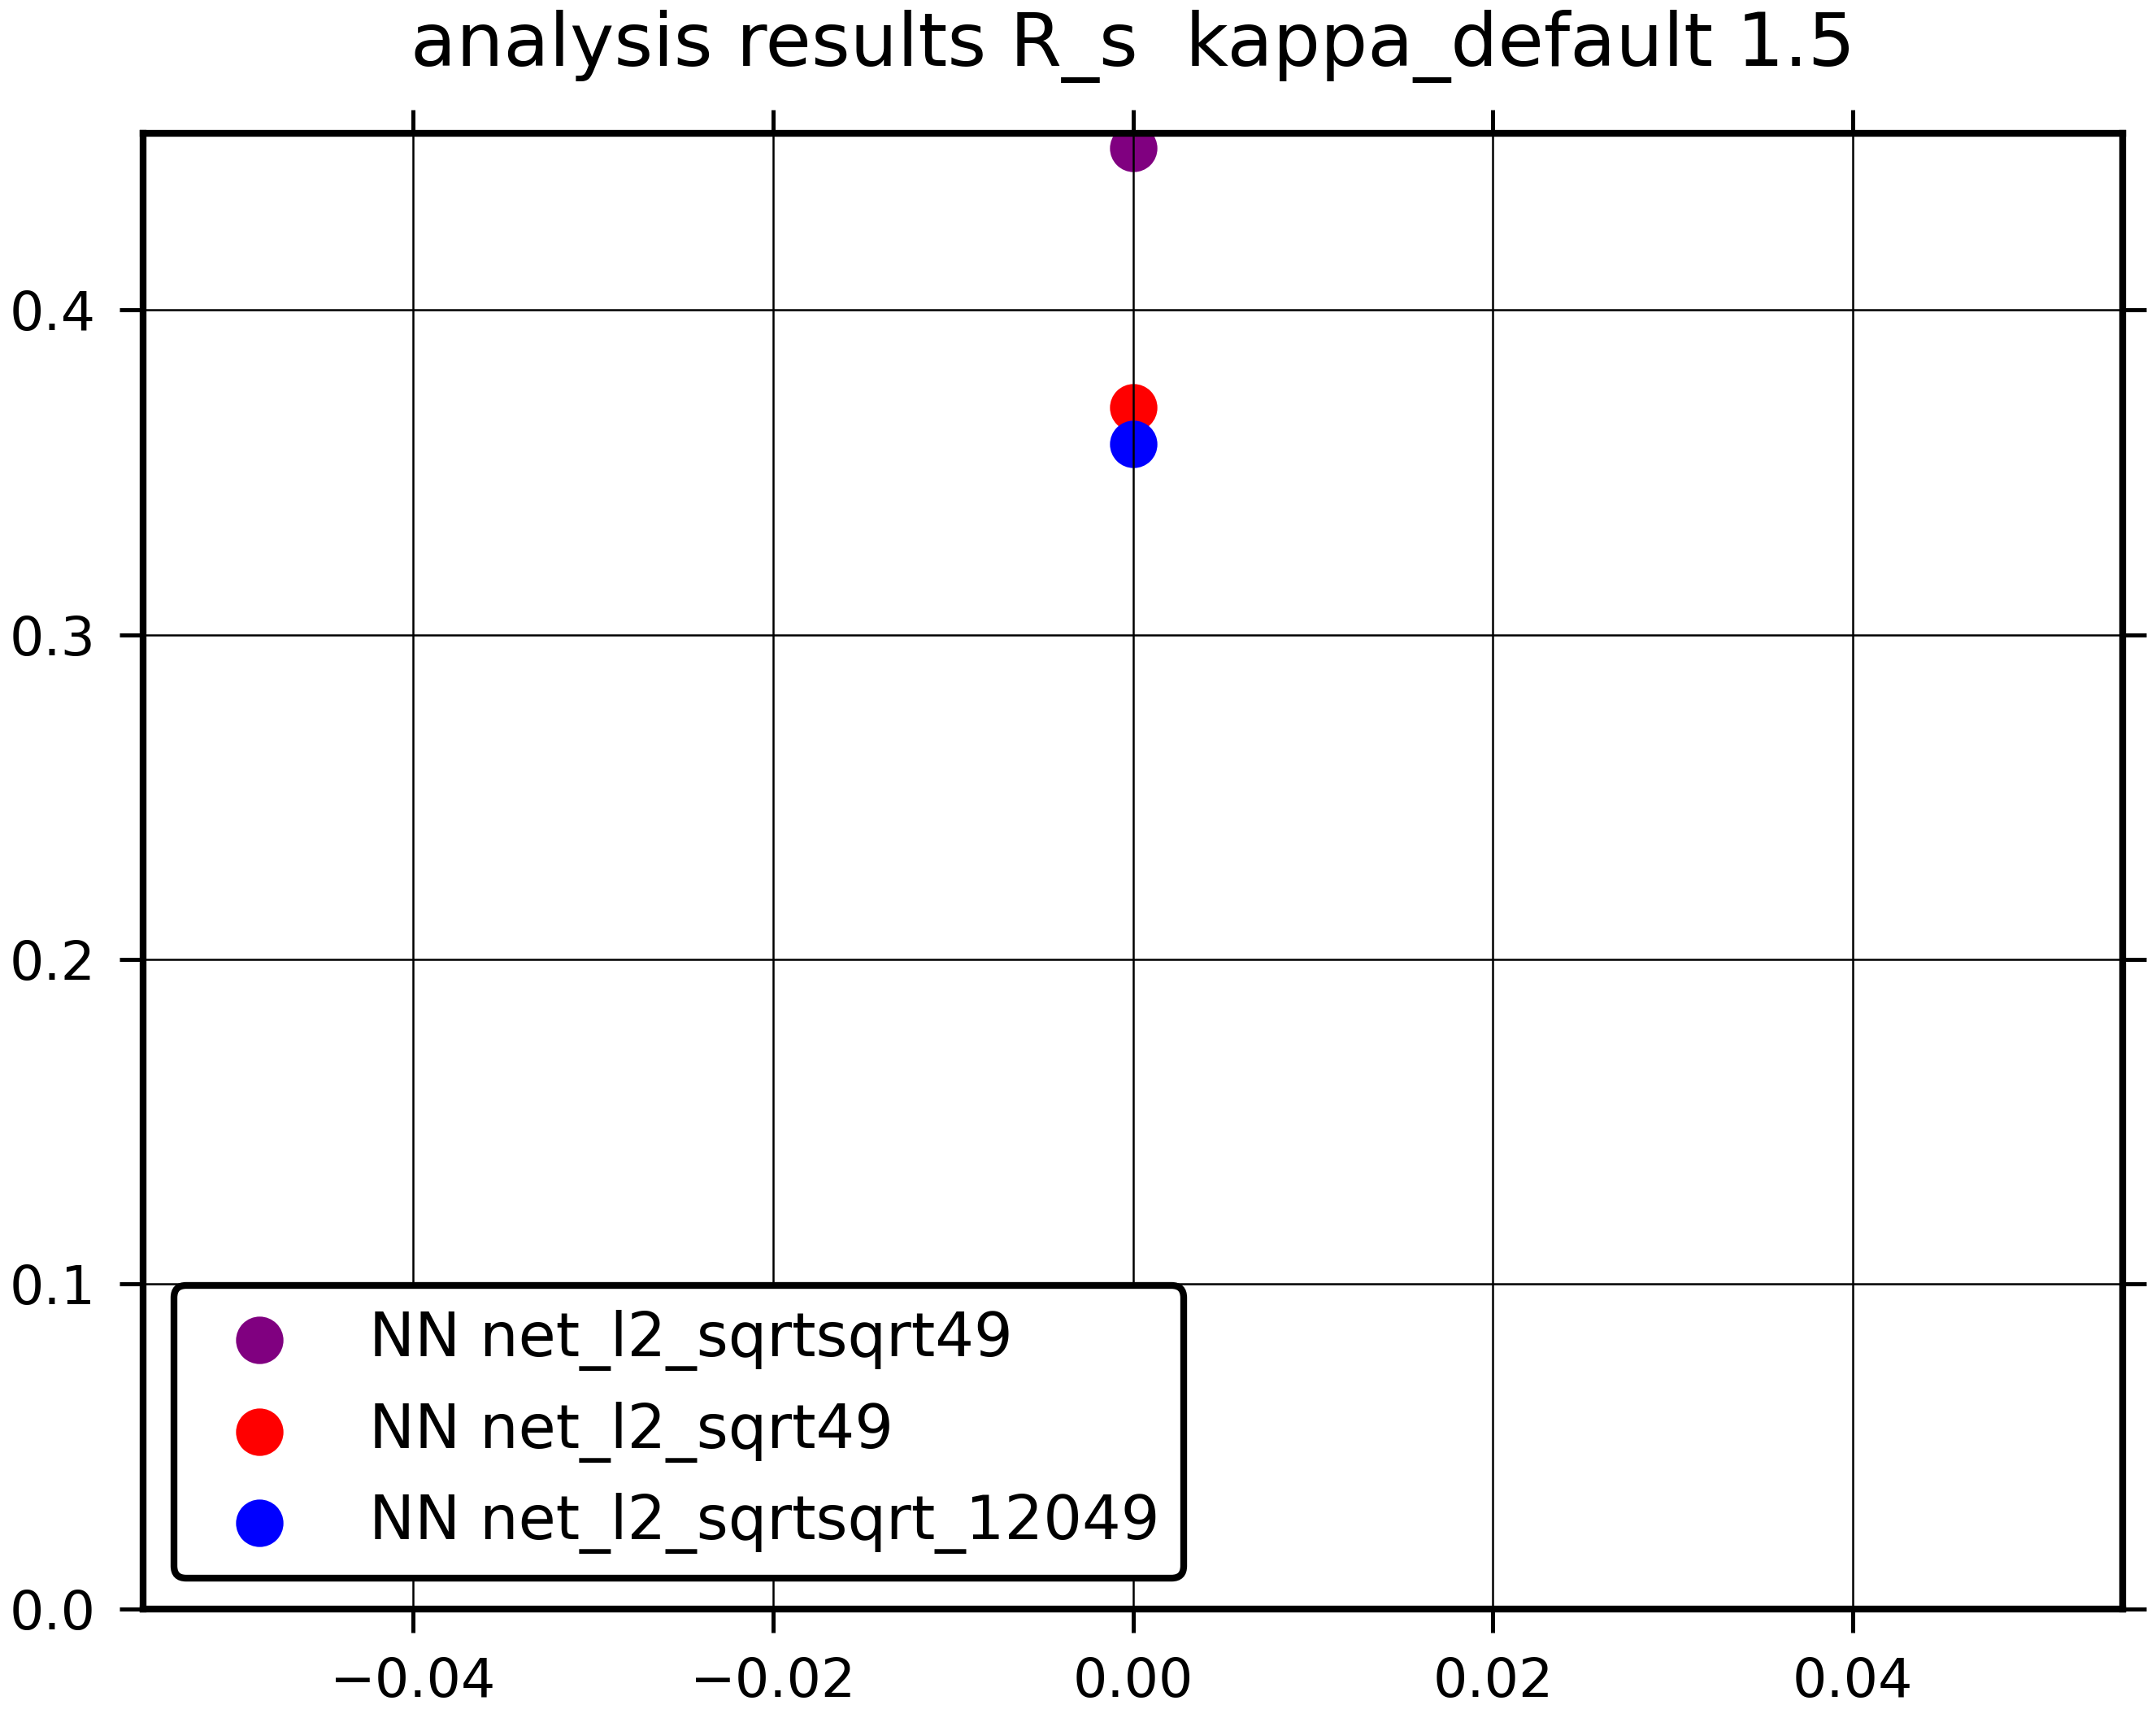 analysis results R_s  kappa_default 1.5
0.4
0.3
0.2
0.1
0.0
NN net_l2_sqrtsqrt49
NN net_l2_sqrt49
NN net_l2_sqrtsqrt_12049
−0.04
−0.02
0.00
0.02
0.04